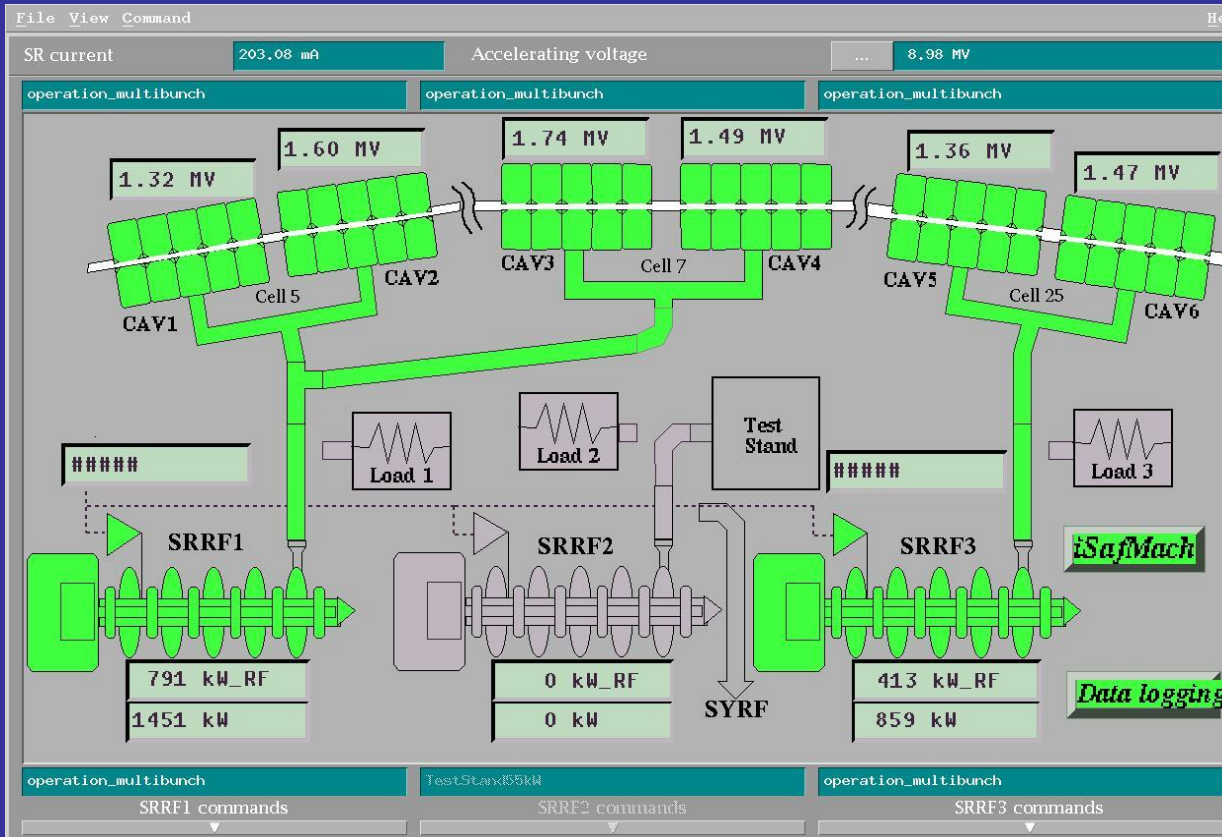 File View Command
SR current 203.08 mA Accelerating voltage ... 8.98 MV
operation_multibunch operation_multibunch operation_multibunch
1.32 MV 1.60 MV 1.74 MV 1.49 MV 1.36 MV 1.47 MV
CAV1 Cell 5 CAV2 CAV3 Cell 7 CAV4 CAV5 Cell 25 CAV6
Load 1 Load 2 Test
Stand
Load 3
#####
#####
SRRF1 SRRF2 SRRF3
iSafMach
791 kW_RF 0 kW_RF 413 kW_RF
1451 kW 0 kW 859 kW
SYRF
Data logging
operation_multibunch TestStand55kW operation_multibunch
SRRF1 commands SRRF2 commands SRRF3 commands